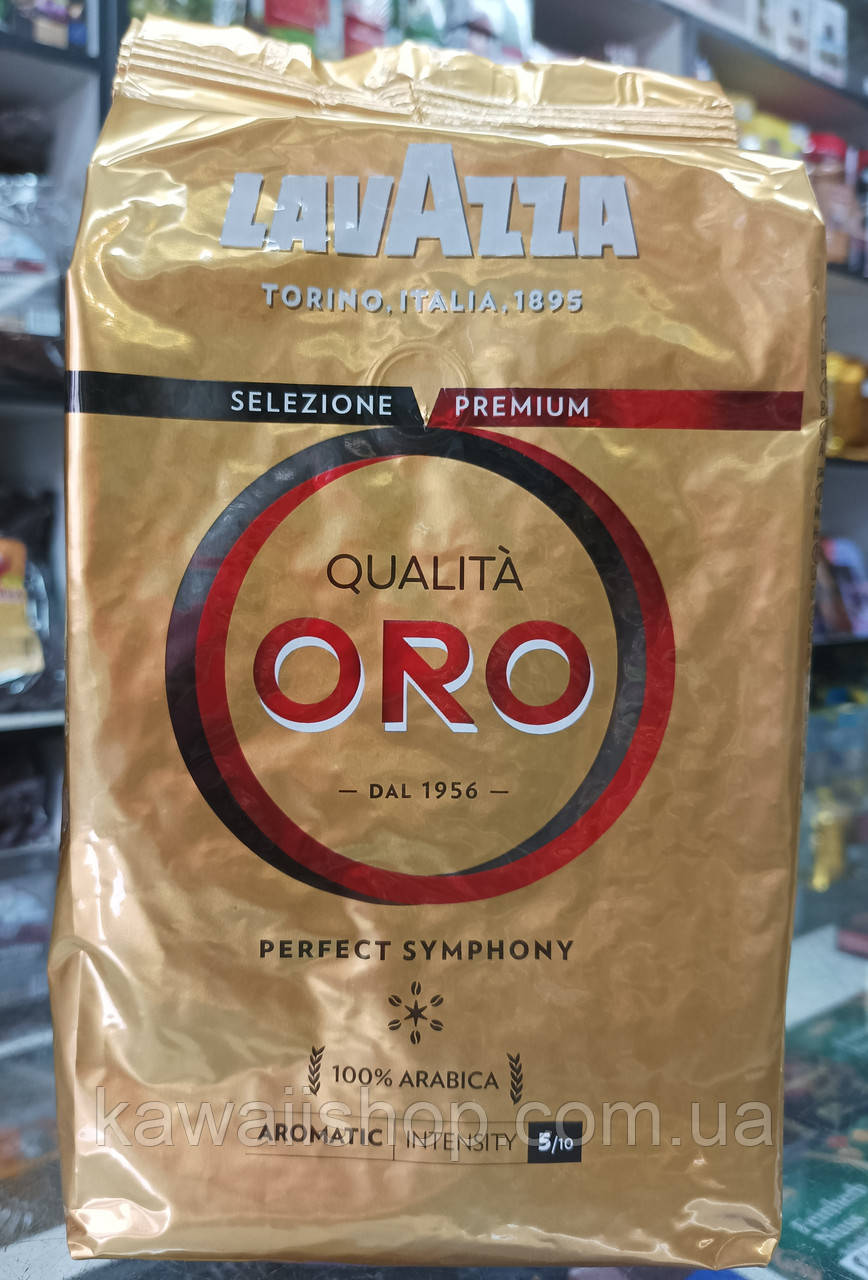 LAVAZZA
TORINO, ITALIA, 1895
SELEZIONE PREMIUM
QUALITÀ
ORO
— DAL 1956 —
PERFECT SYMPHONY
100% ARABICA
kawaiishop.com.ua
AROMATIC INTENSITY 5/10